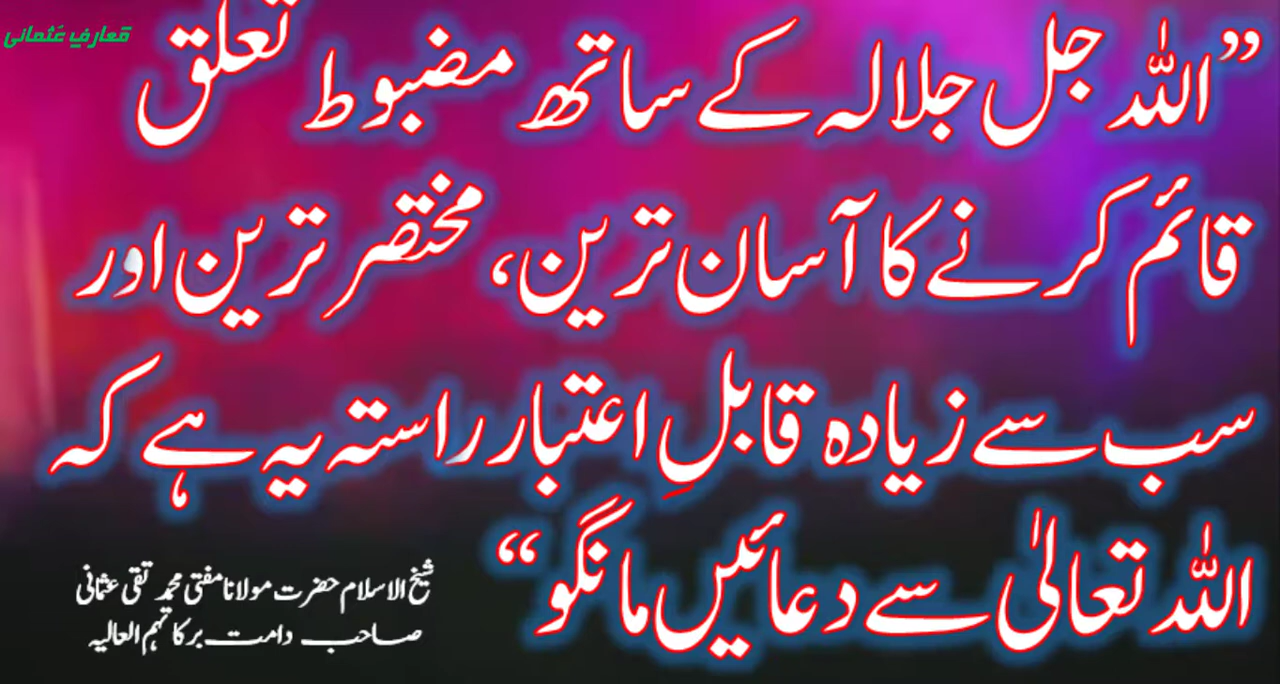 معارفِ عثمانی
”اللہ جل جلالہ کے ساتھ مضبوط تعلق
قائم کرنے کا آسان ترین، مختصر ترین اور
سب سے زیادہ قابلِ اعتبار راستہ یہ ہے کہ
اللہ تعالیٰ سے دعائیں مانگو“
شیخ الاسلام حضرت مولانا مفتی محمد تقی عثمانی
صاحب دامت برکاتہم العالیہ